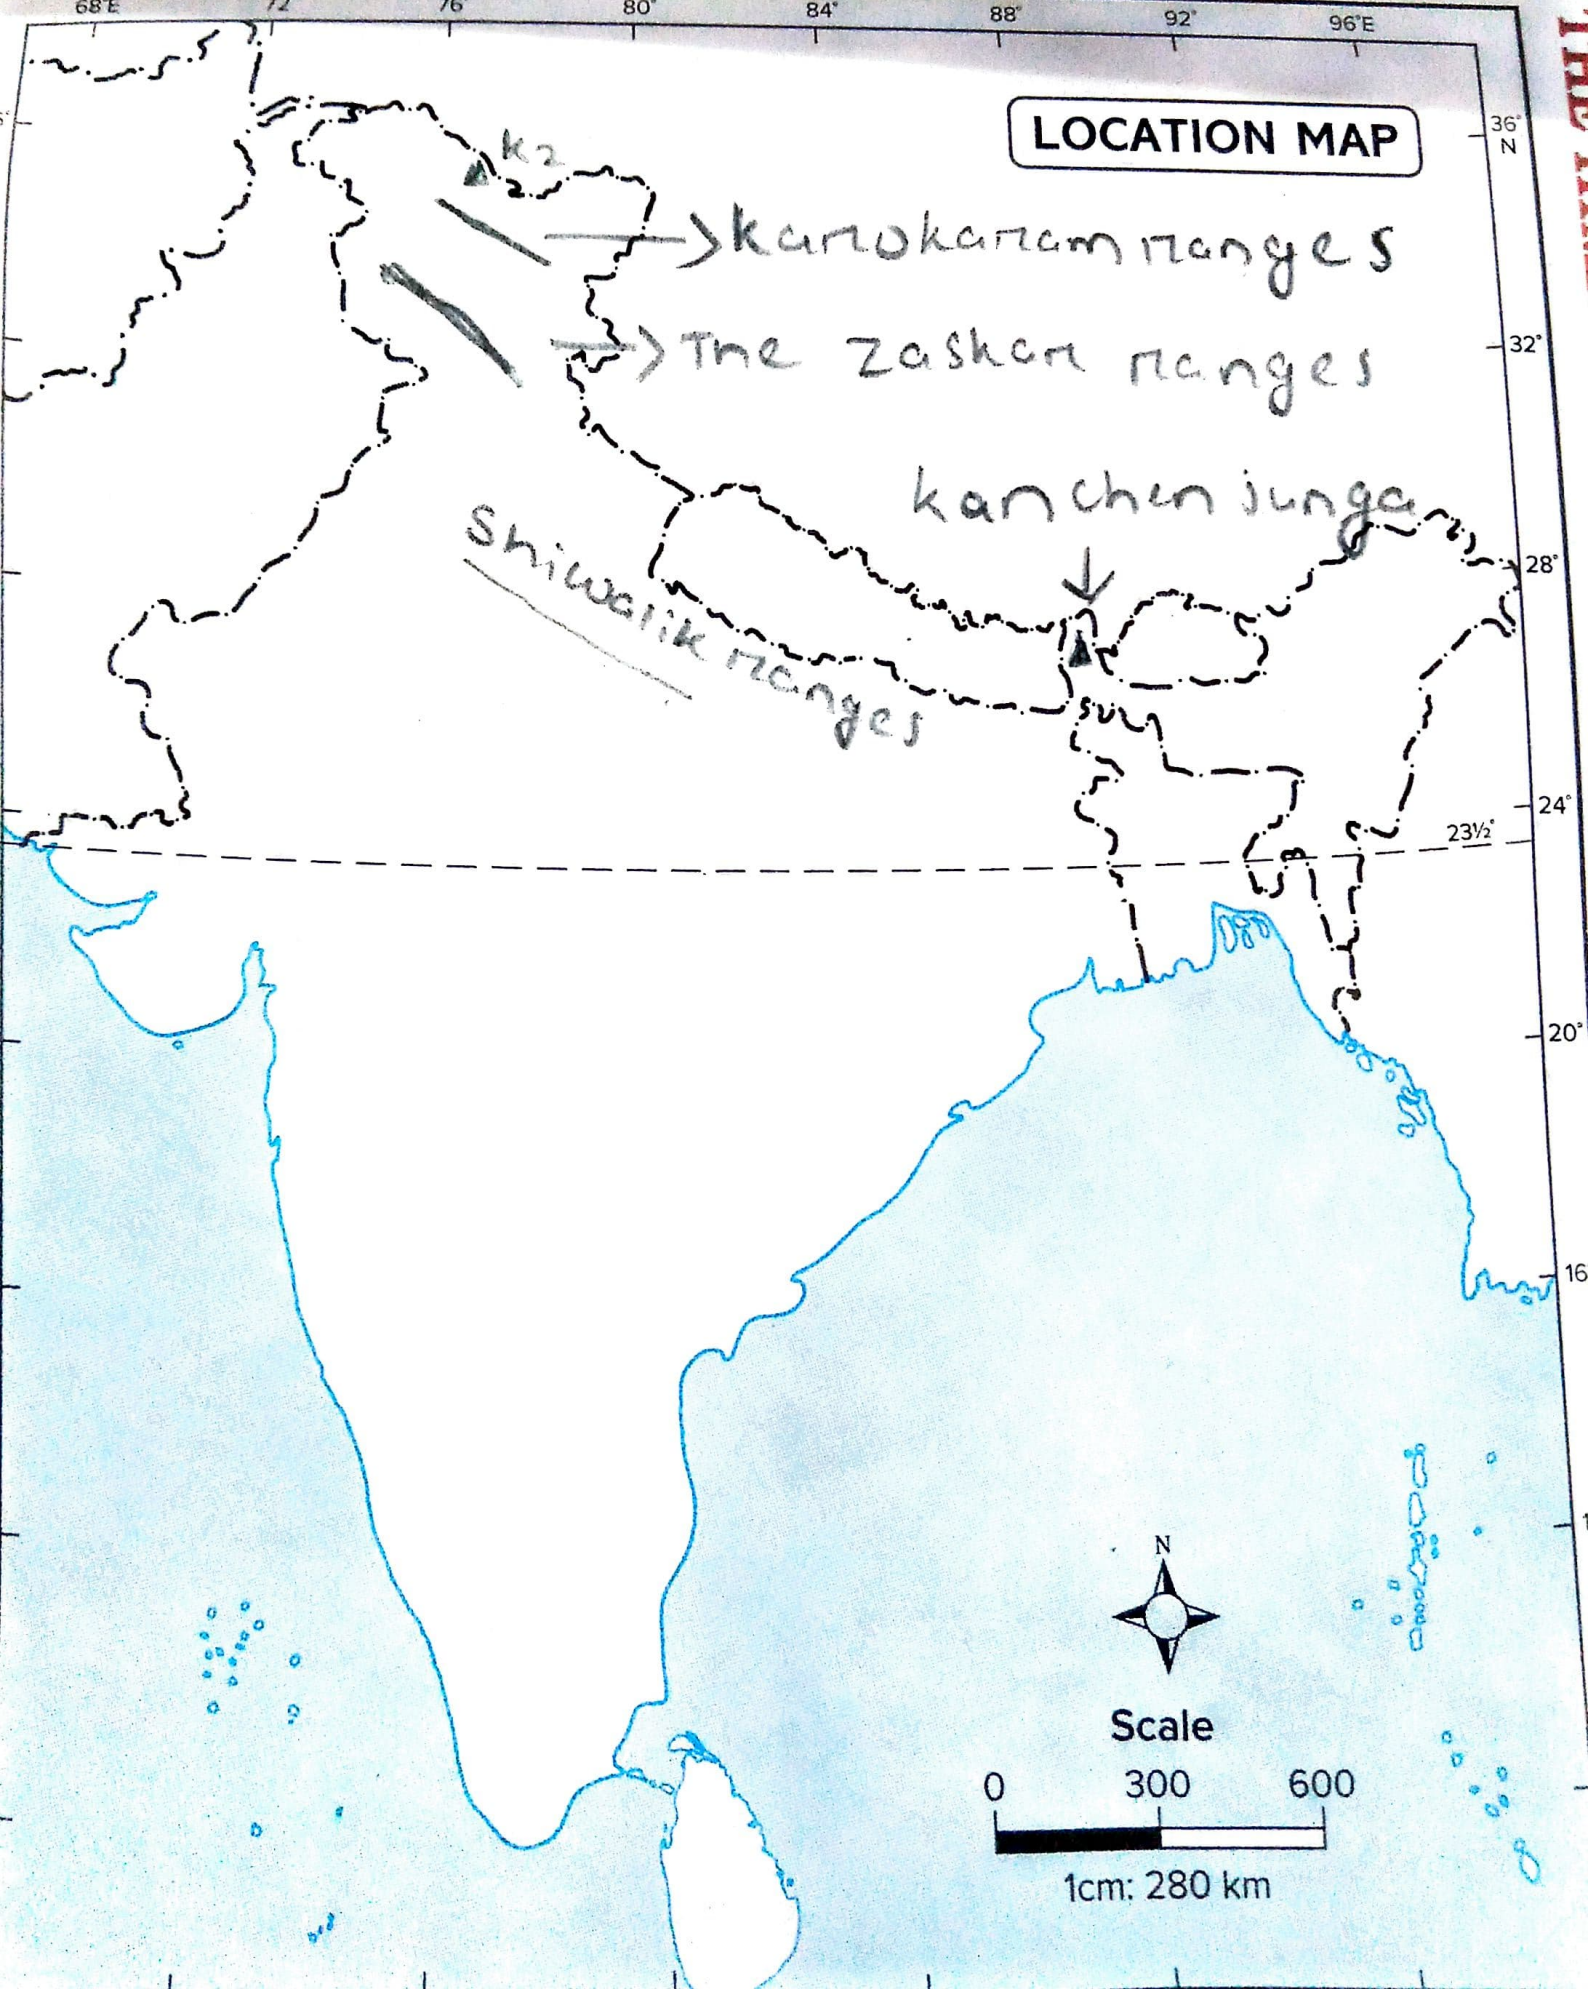 68°E 72 76 80° 84° 88° 92° 96°E
LOCATION MAP
36°
N
K2
karokaram ranges
32°
The zaskar ranges
kanchenjunga
28°
Shiwalik ranges
24°
23½°
20°
16
N
Scale
0 300 600
1cm: 280 km